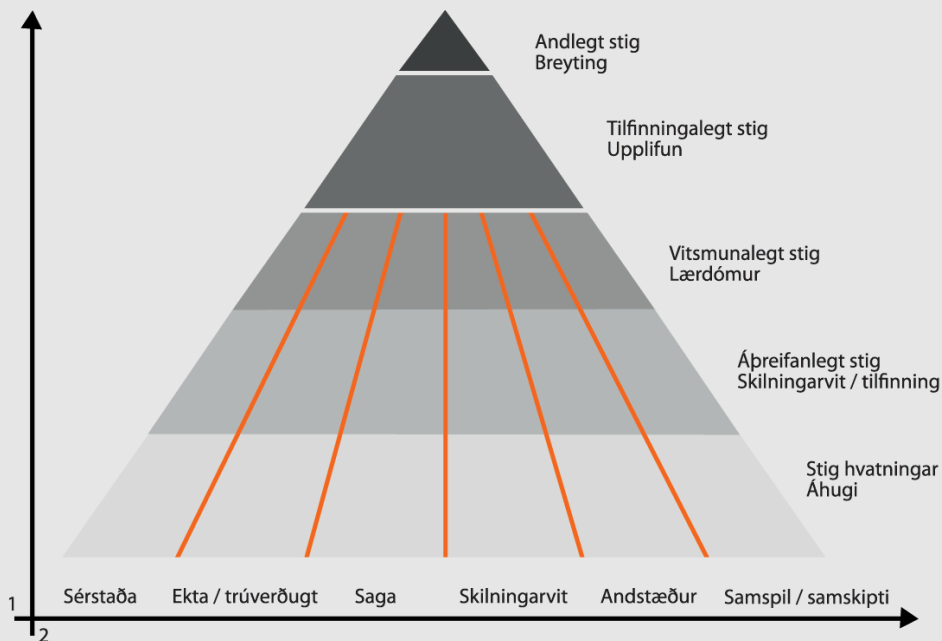 Andlegt stig
Breyting
Tilfinningalegt stig
Upplifun
Vitsmunalegt stig
Lærdómur
Áþreifanlegt stig
Skilningarvit / tilfinning
Stig hvatningar
Áhugi
Sérstaða Ekta / trúverðugt Saga Skilningarvit Andstæður Samspil / samskipti
1
2